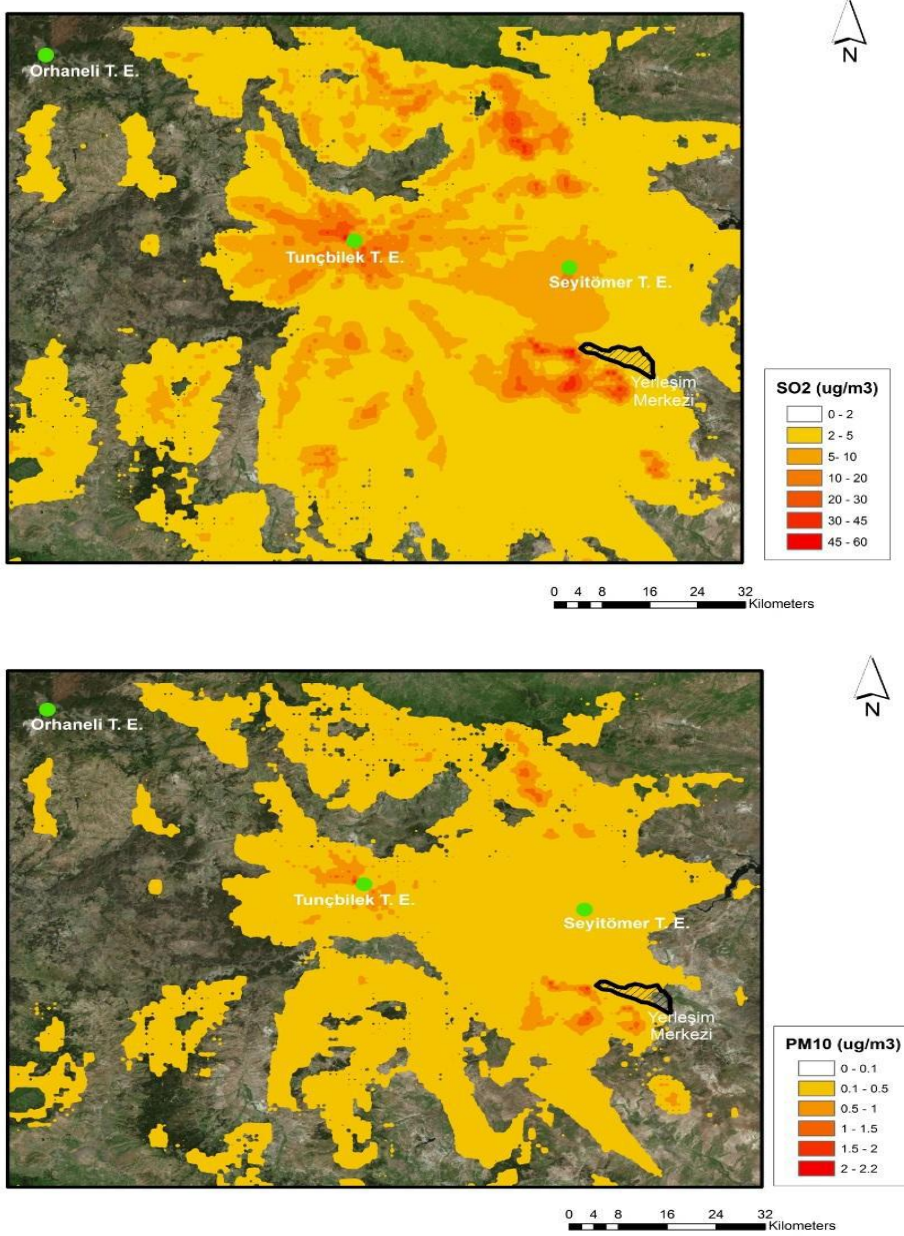 N
Orhaneli T. E.
Tunçbilek T. E.
Seyitömer T. E.
Yerleşim
Merkezi
SO2 (ug/m3)
0 - 2
2 - 5
5- 10
10 - 20
20 - 30
30 - 45
45 - 60
0 4 8 16 24 32
Kilometers
N
Orhaneli T. E.
Tunçbilek T. E.
Seyitömer T. E.
Yerleşim
Merkezi
PM10 (ug/m3)
0 - 0.1
0.1 - 0.5
0.5 - 1
1 - 1.5
1.5 - 2
2 - 2.2
0 4 8 16 24 32
Kilometers